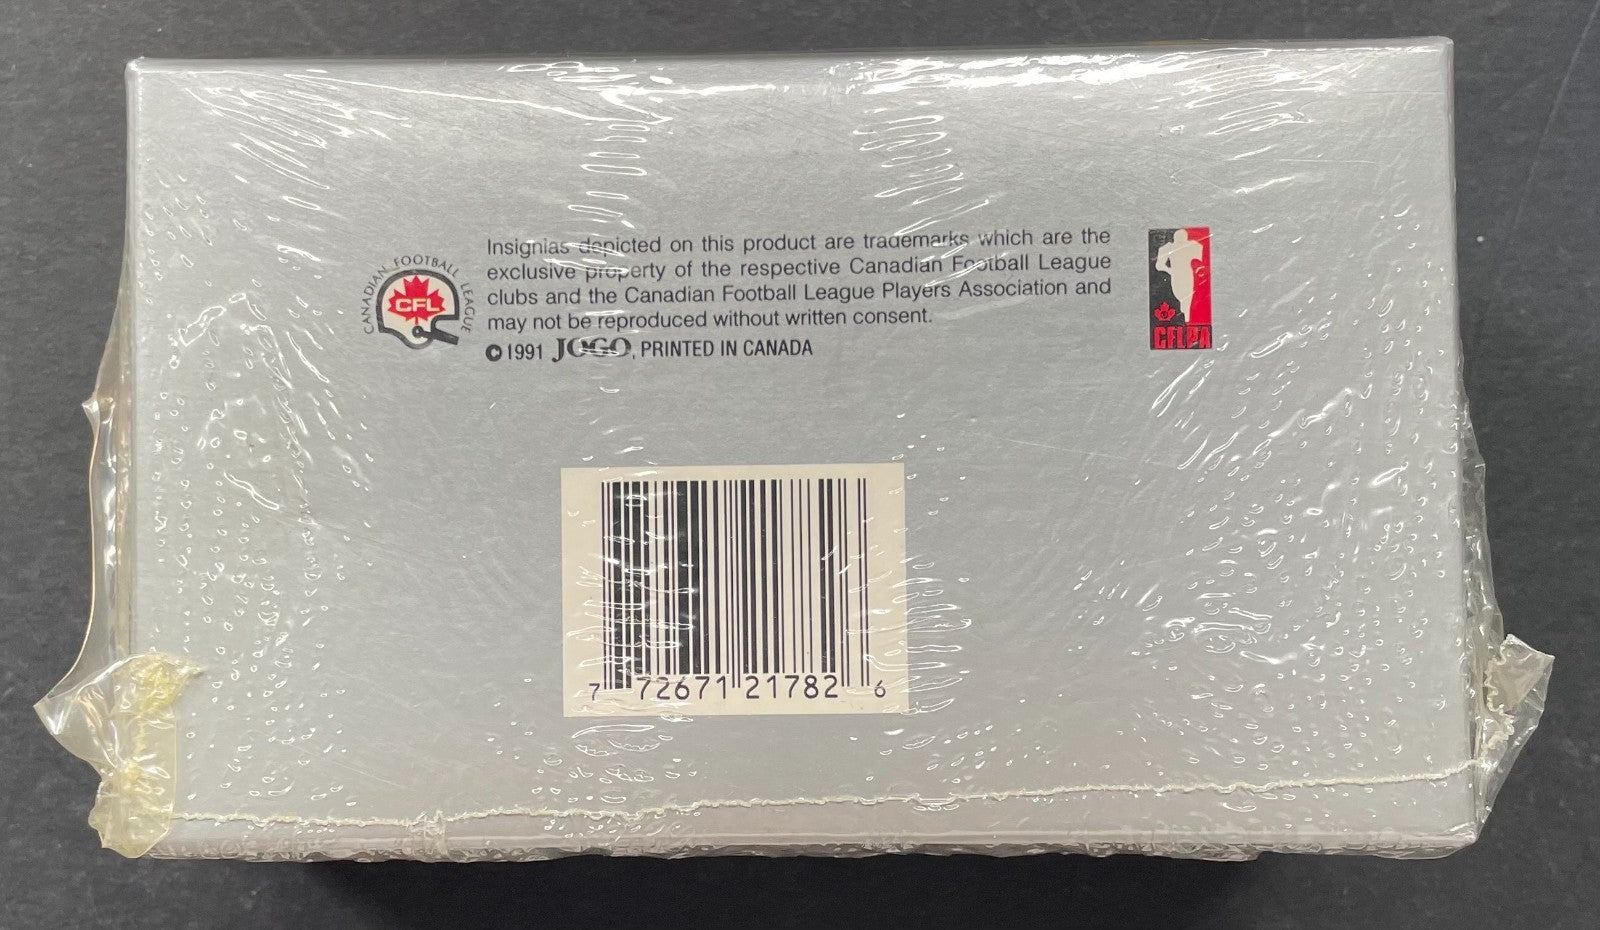 CANADIAN FOOTBALL LEAGUE
CFL
Insignias depicted on this product are trademarks which are the
exclusive property of the respective Canadian Football League
clubs and the Canadian Football League Players Association and
may not be reproduced without written consent.
© 1991 JOGO, PRINTED IN CANADA
CFLPA
7 72671 21782 6